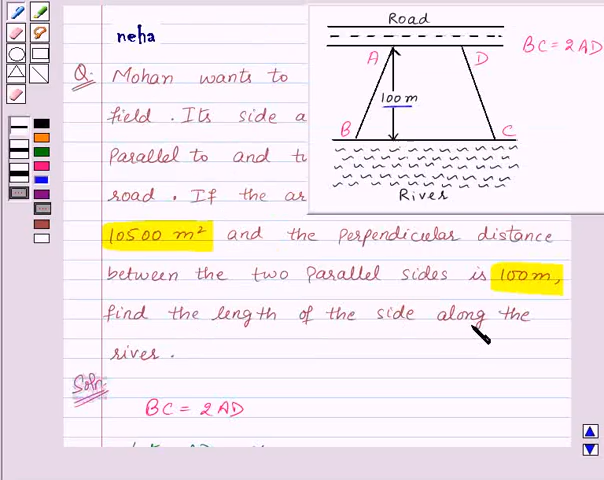 neha
Q. Mohan wants to
field. Its side a
Parallel to and tw
road. If the ar
10500 m² and the perpendicular distance
between the two Parallel sides is 100m,
find the length of the side along the
river.
Soln
BC = 2AD
Road
A
D
BC = 2AD
100 m
B
C
River